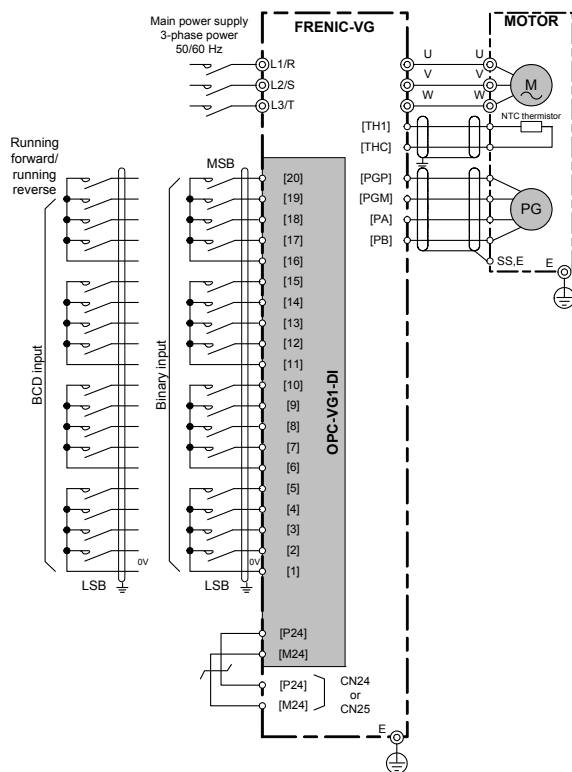 Main power supply
3-phase power
50/60 Hz
FRENIC-VG
MOTOR
L1/R
L2/S
L3/T
U
V
W
U
V
W
M
[TH1]
[THC]
NTC thermistor
[PGP]
[PGM]
[PA]
[PB]
PG
SS,E
E
Running
forward/
running
reverse
MSB
BCD input
Binary input
[20]
[19]
[18]
[17]
[16]
[15]
[14]
[13]
[12]
[11]
[10]
[9]
[8]
[7]
[6]
[5]
[4]
[3]
[2]
[1]
OPC-VG1-DI
0V
0V
LSB
LSB
[P24]
[M24]
[P24]
[M24]
CN24
or
CN25
E